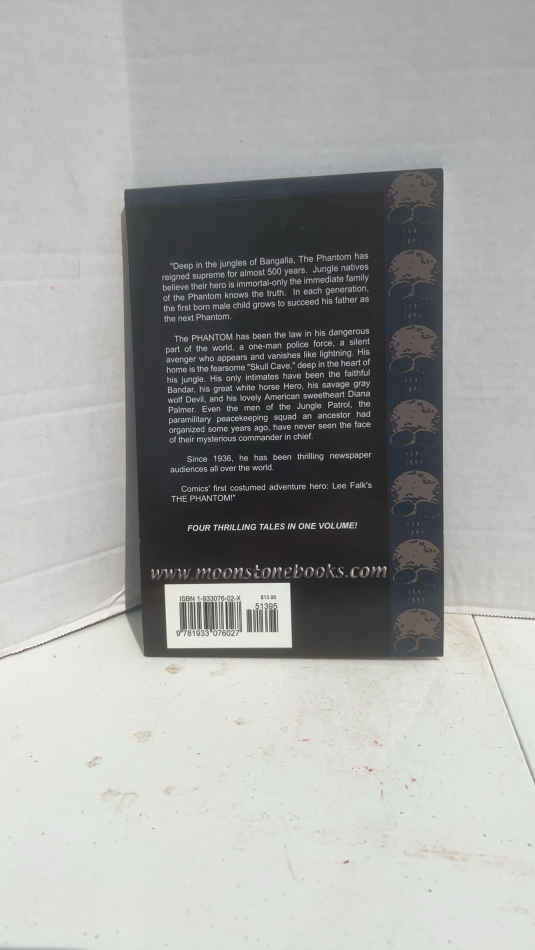 "Deep in the jungles of Bangalla, The Phantom has
reigned supreme for almost 500 years. Jungle natives
believe their hero is immortal-only the immediate family
of the Phantom knows the truth. In each generation,
the first born male child grows to succeed his father as
the next Phantom.
The PHANTOM has been the law in his dangerous
part of the world, a one-man police force, a silent
avenger who appears and vanishes like lightning. His
home is the fearsome "Skull Cave," deep in the heart of
his jungle. His only intimates have been the faithful
Bandar, his great white horse Hero, his savage gray
wolf Devil, and his lovely American sweetheart Diana
Palmer. Even the men of the Jungle Patrol, the
paramilitary peacekeeping squad an ancestor had
organized some years ago, have never seen the face
of their mysterious commander in chief.
Since 1936, he has been thrilling newspaper
audiences all over the world.
Comics' first costumed adventure hero: Lee Falk's
THE PHANTOM!"
FOUR THRILLING TALES IN ONE VOLUME!
www.moonstonebooks.com
ISBN 1-933076-02-X $13.95
51395
9 781933 076027